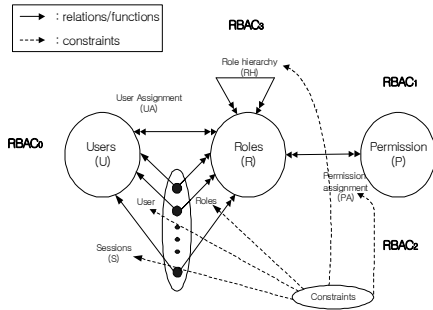 : relations/functions
: constraints
RBAC₃
Role hierarchy
(RH)
RBAC₁
User Assignment
(UA)
RBAC₀
Users
(U)
Roles
(R)
Permission
(P)
Permission
assignment
(PA)
User
Roles
Sessions
(S)
RBAC₂
Constraints